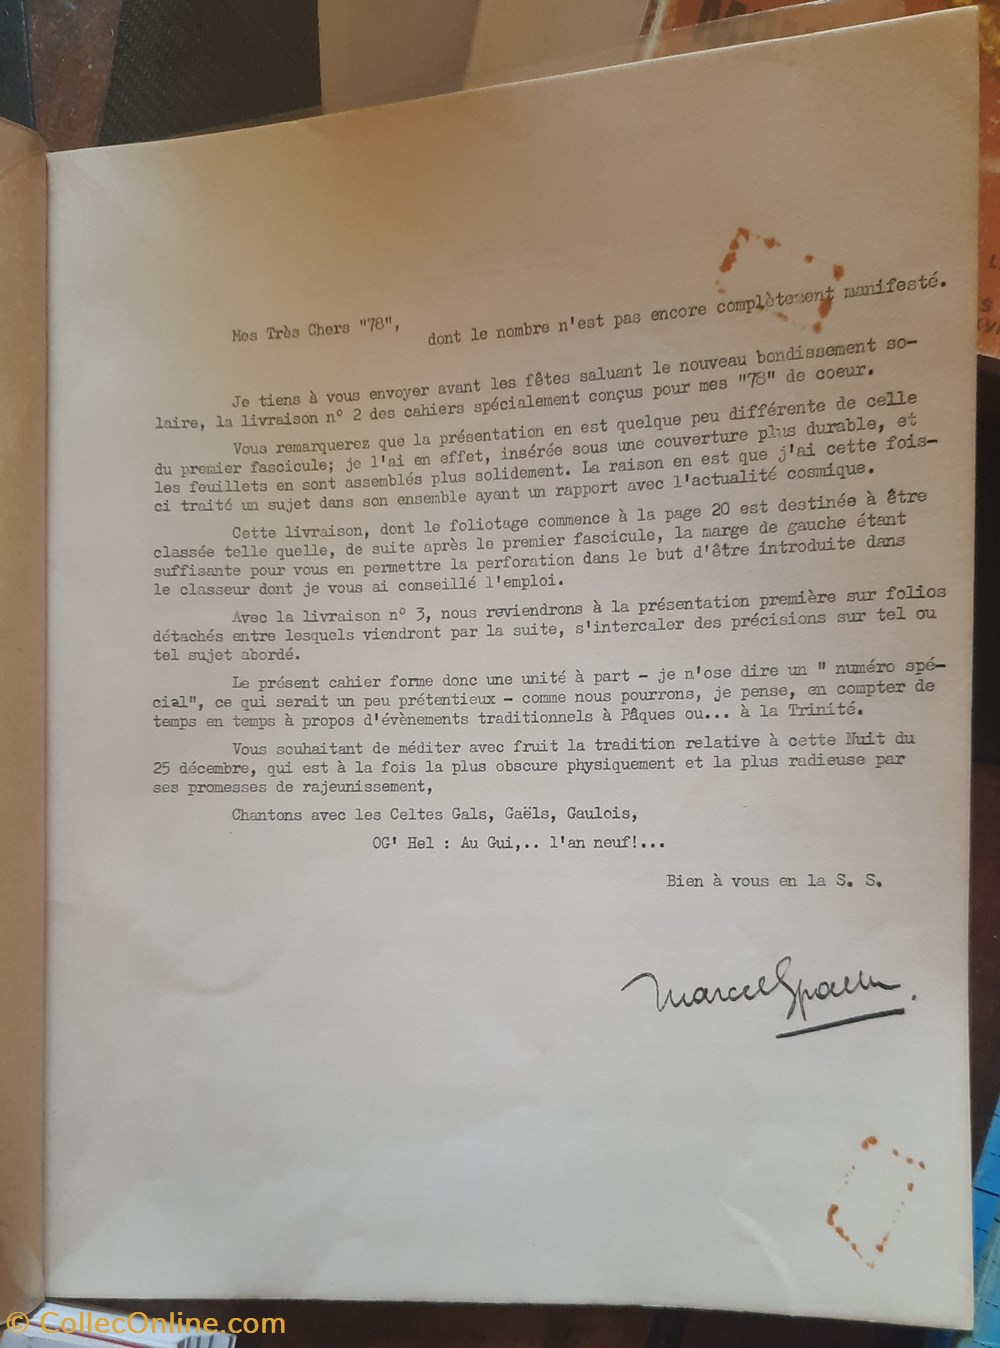 Mes Très Chers "78", dont le nombre n'est pas encore complètement manifesté.
Je tiens à vous envoyer avant les fêtes saluant le nouveau bondissement so-
laire, la livraison n° 2 des cahiers spécialement conçus pour mes "78" de coeur.
Vous remarquerez que la présentation en est quelque peu différente de celle
du premier fascicule; je l'ai en effet, insérée sous une couverture plus durable, et
les feuillets en sont assemblés plus solidement. La raison en est que j'ai cette fois-
ci traité un sujet dans son ensemble ayant un rapport avec l'actualité cosmique.
Cette livraison, dont le foliotage commence à la page 20 est destinée à être
classée telle quelle, de suite après le premier fascicule, la marge de gauche étant
suffisante pour vous en permettre la perforation dans le but d'être introduite dans
le classeur dont je vous ai conseillé l'emploi.
Avec la livraison n° 3, nous reviendrons à la présentation première sur folios
détachés entre lesquels viendront par la suite, s'intercaler des précisions sur tel ou
tel sujet abordé.
Le présent cahier forme donc une unité à part - je n'ose dire un " numéro spé-
cial", ce qui serait un peu prétentieux - comme nous pourrons, je pense, en compter de
temps en temps à propos d'évènements traditionnels à Pâques ou... à la Trinité.
Vous souhaitant de méditer avec fruit la tradition relative à cette Nuit du
25 décembre, qui est à la fois la plus obscure physiquement et la plus radieuse par
ses promesses de rajeunissement,
Chantons avec les Celtes Gals, Gaëls, Gaulois,
OG' Hel : Au Gui,.. l'an neuf!...
Bien à vous en la S. S.
Marcel
© CollecOnline.com